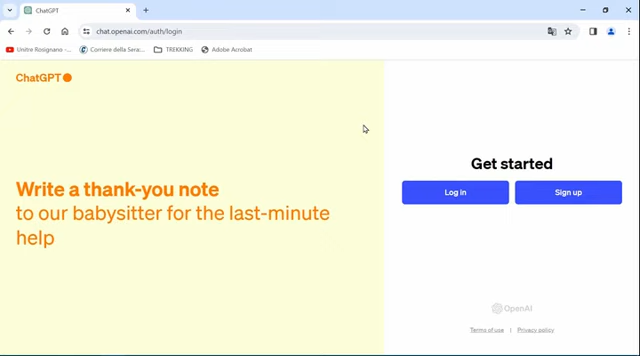 ChatGPT
chat.openai.com/auth/login
Unitre Rosignano -...
Corriere della Sera:...
TREKKING
Adobe Acrobat
ChatGPT
Write a thank-you note
to our babysitter for the last-minute
help
Get started
Log in
Sign up
OpenAI
Terms of use | Privacy policy